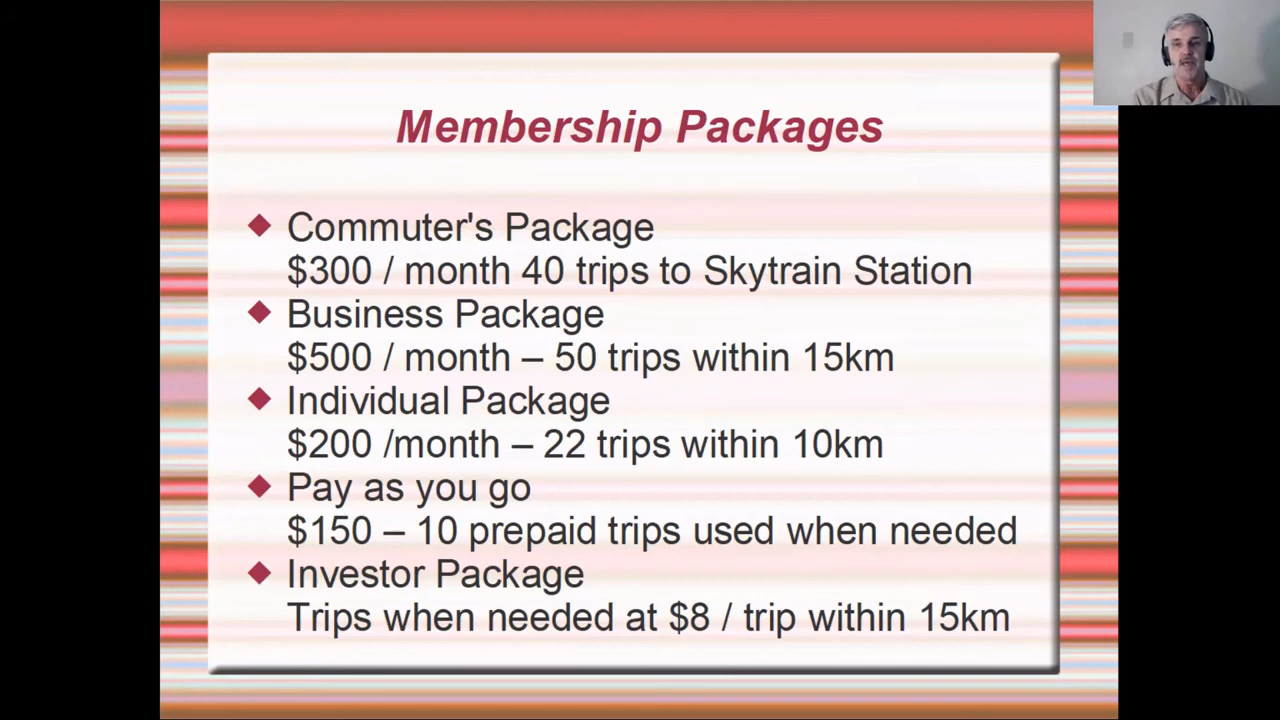 Membership Packages
Commuter's Package
$300 / month 40 trips to Skytrain Station
Business Package
$500 / month – 50 trips within 15km
Individual Package
$200 /month – 22 trips within 10km
Pay as you go
$150 – 10 prepaid trips used when needed
Investor Package
Trips when needed at $8 / trip within 15km